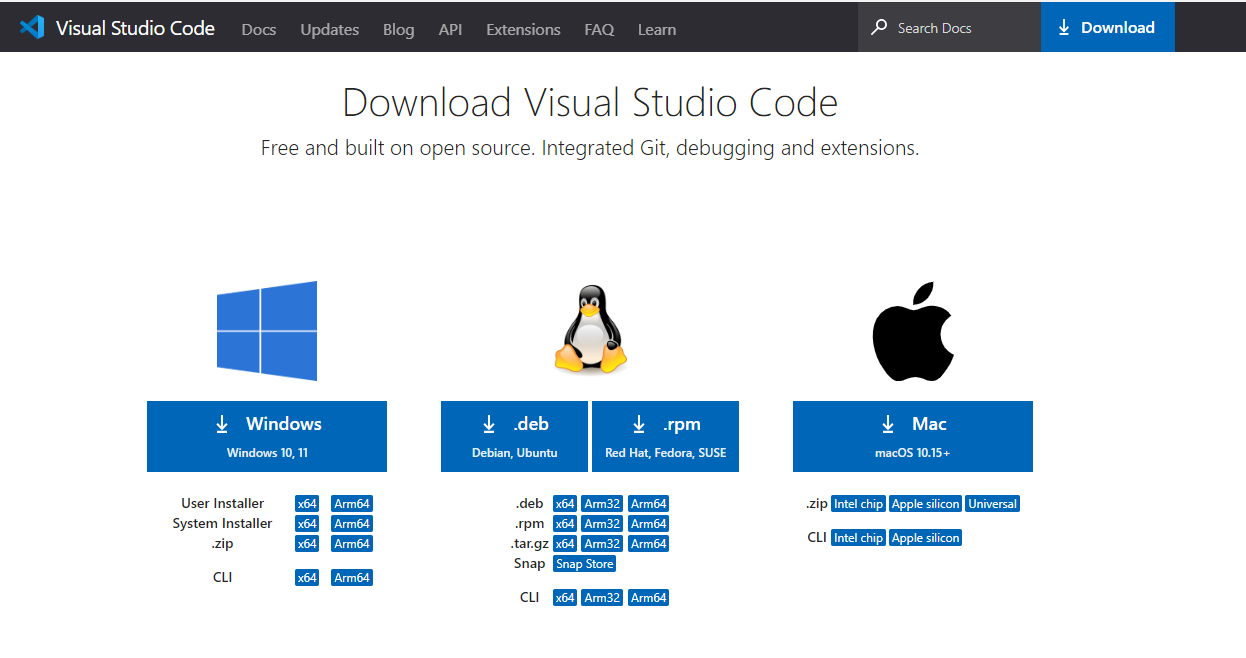 Visual Studio Code Docs Updates Blog API Extensions FAQ Learn Search Docs Download
Download Visual Studio Code
Free and built on open source. Integrated Git, debugging and extensions.
Windows
Windows 10, 11
User Installer x64 Arm64
System Installer x64 Arm64
.zip x64 Arm64
CLI x64 Arm64
.deb
Debian, Ubuntu
.rpm
Red Hat, Fedora, SUSE
.deb x64 Arm32 Arm64
.rpm x64 Arm32 Arm64
.tar.gz x64 Arm32 Arm64
Snap Snap Store
CLI x64 Arm32 Arm64
Mac
macOS 10.15+
.zip Intel chip Apple silicon Universal
CLI Intel chip Apple silicon